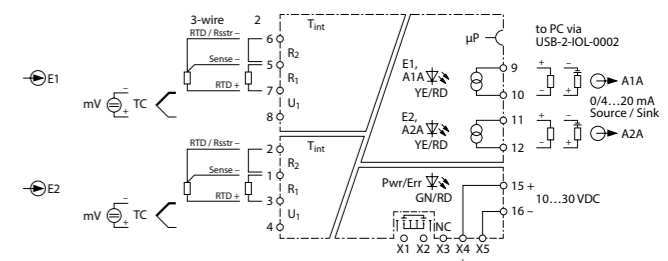 3-wire 2 Tint to PC via
USB-2-IOL-0002
RTD / Rsstr – 6 R2 µP
Sense – 5 R1 E1,
A1A
YE/RD 9 + – + – A1A
E1 RTD + 7 U1 10
mV – + TC 8 0/4…20 mA
Source / Sink
E2,
A2A
YE/RD 11 + – + – A2A
12
RTD / Rsstr – 2 Tint R2
Sense – 1 R1
E2 RTD + 3 U1
mV – + TC 4
Pwr/Err
GN/RD 15 + 10…30 VDC
16 –
NC
X1 X2 X3 X4 X5